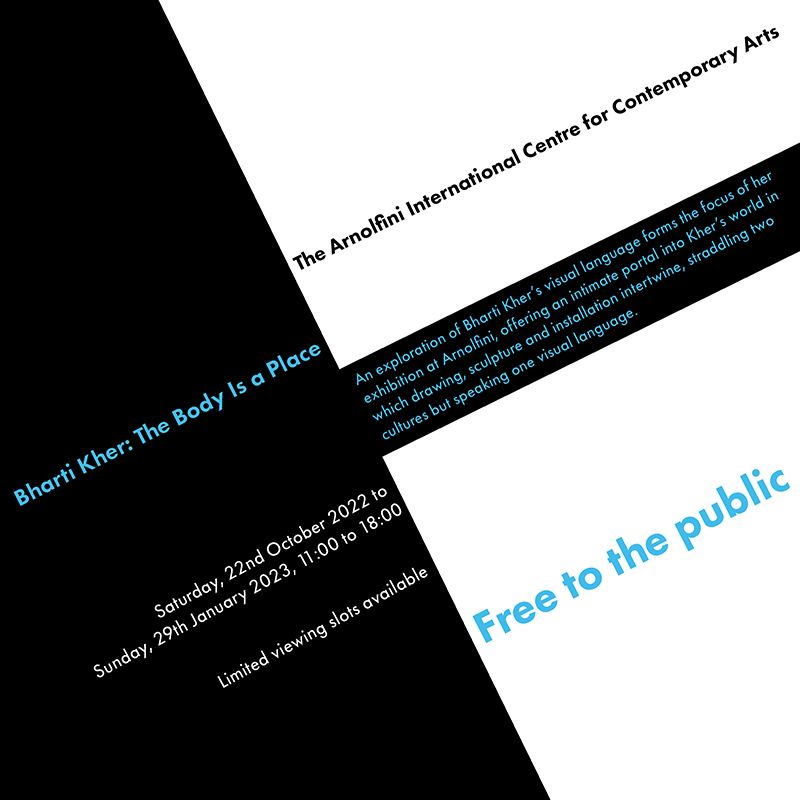 The Arnolfini International Centre for Contemporary Arts
An exploration of Bharti Kher's visual language forms the focus of her
exhibition at Arnolfini, offering an intimate portal into Kher's world in
which drawing, sculpture and installation intertwine, straddling two
cultures but speaking one visual language.
Bharti Kher: The Body Is a Place
Saturday, 22nd October 2022 to
Sunday, 29th January 2023, 11:00 to 18:00
Limited viewing slots available
Free to the public